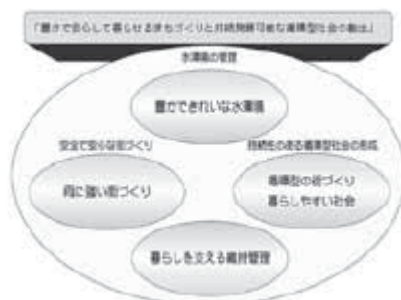 「豊かで安心して暮らせるまちづくりと持続発展可能な循環型社会の創出」
水環境の管理
豊かできれいな水環境
安全で安心な街づくり
持続性のある循環型社会の形成
雨に強い街づくり
循環型の街づくり
暮らしやすい社会
暮らしを支える維持管理